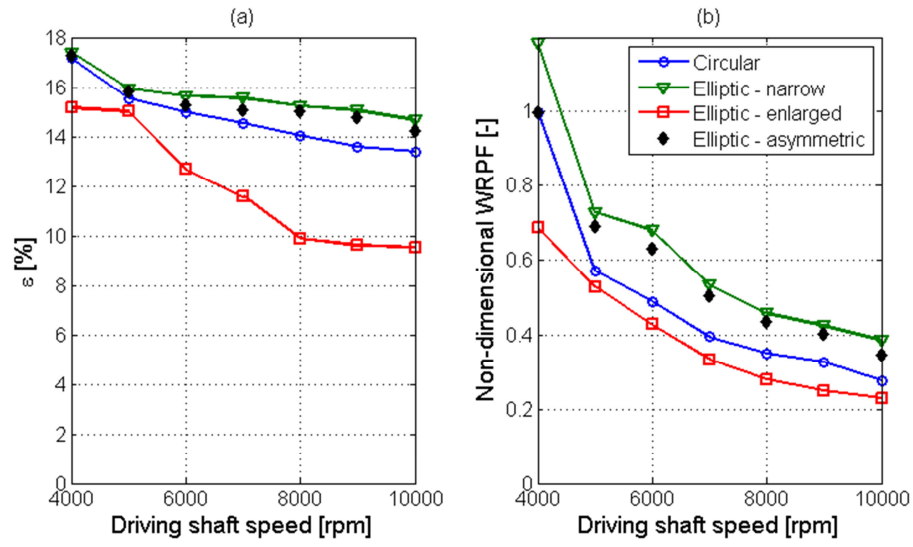 (a)
18
16
14
12
10
8
6
4
2
0
4000 6000 8000 10000
ε [%]
Driving shaft speed [rpm]
(b)
Circular
Elliptic - narrow
Elliptic - enlarged
Elliptic - asymmetric
1
0.8
0.6
0.4
0.2
0
4000 6000 8000 10000
Non-dimensional WRPF [-]
Driving shaft speed [rpm]